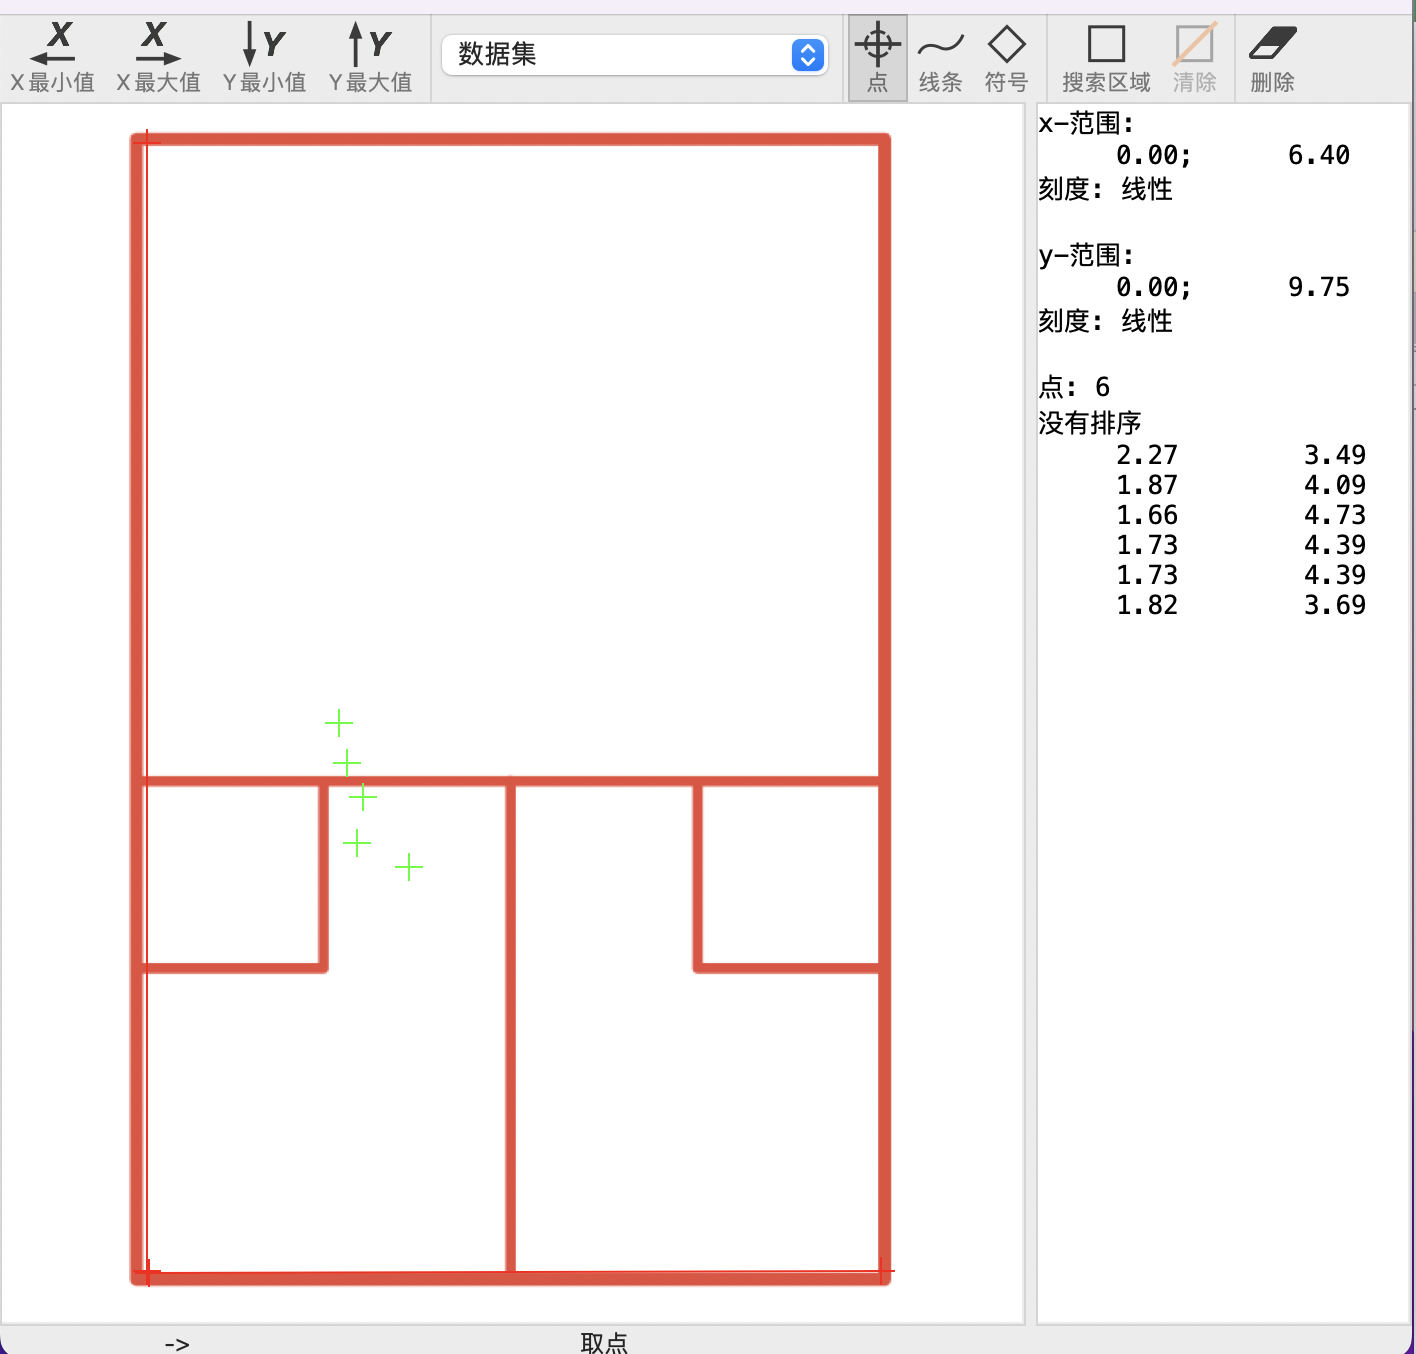 X Y X Y
X 最小值 X 最大值 Y 最小值 Y 最大值 数据集 点 线条 符号 搜索区域 清除 删除
x-范围:
0.00; 6.40
刻度: 线性
y-范围:
0.00; 9.75
刻度: 线性
点: 6
没有排序
2.27 3.49
1.87 4.09
1.66 4.73
1.73 4.39
1.73 4.39
1.82 3.69
-> 取点